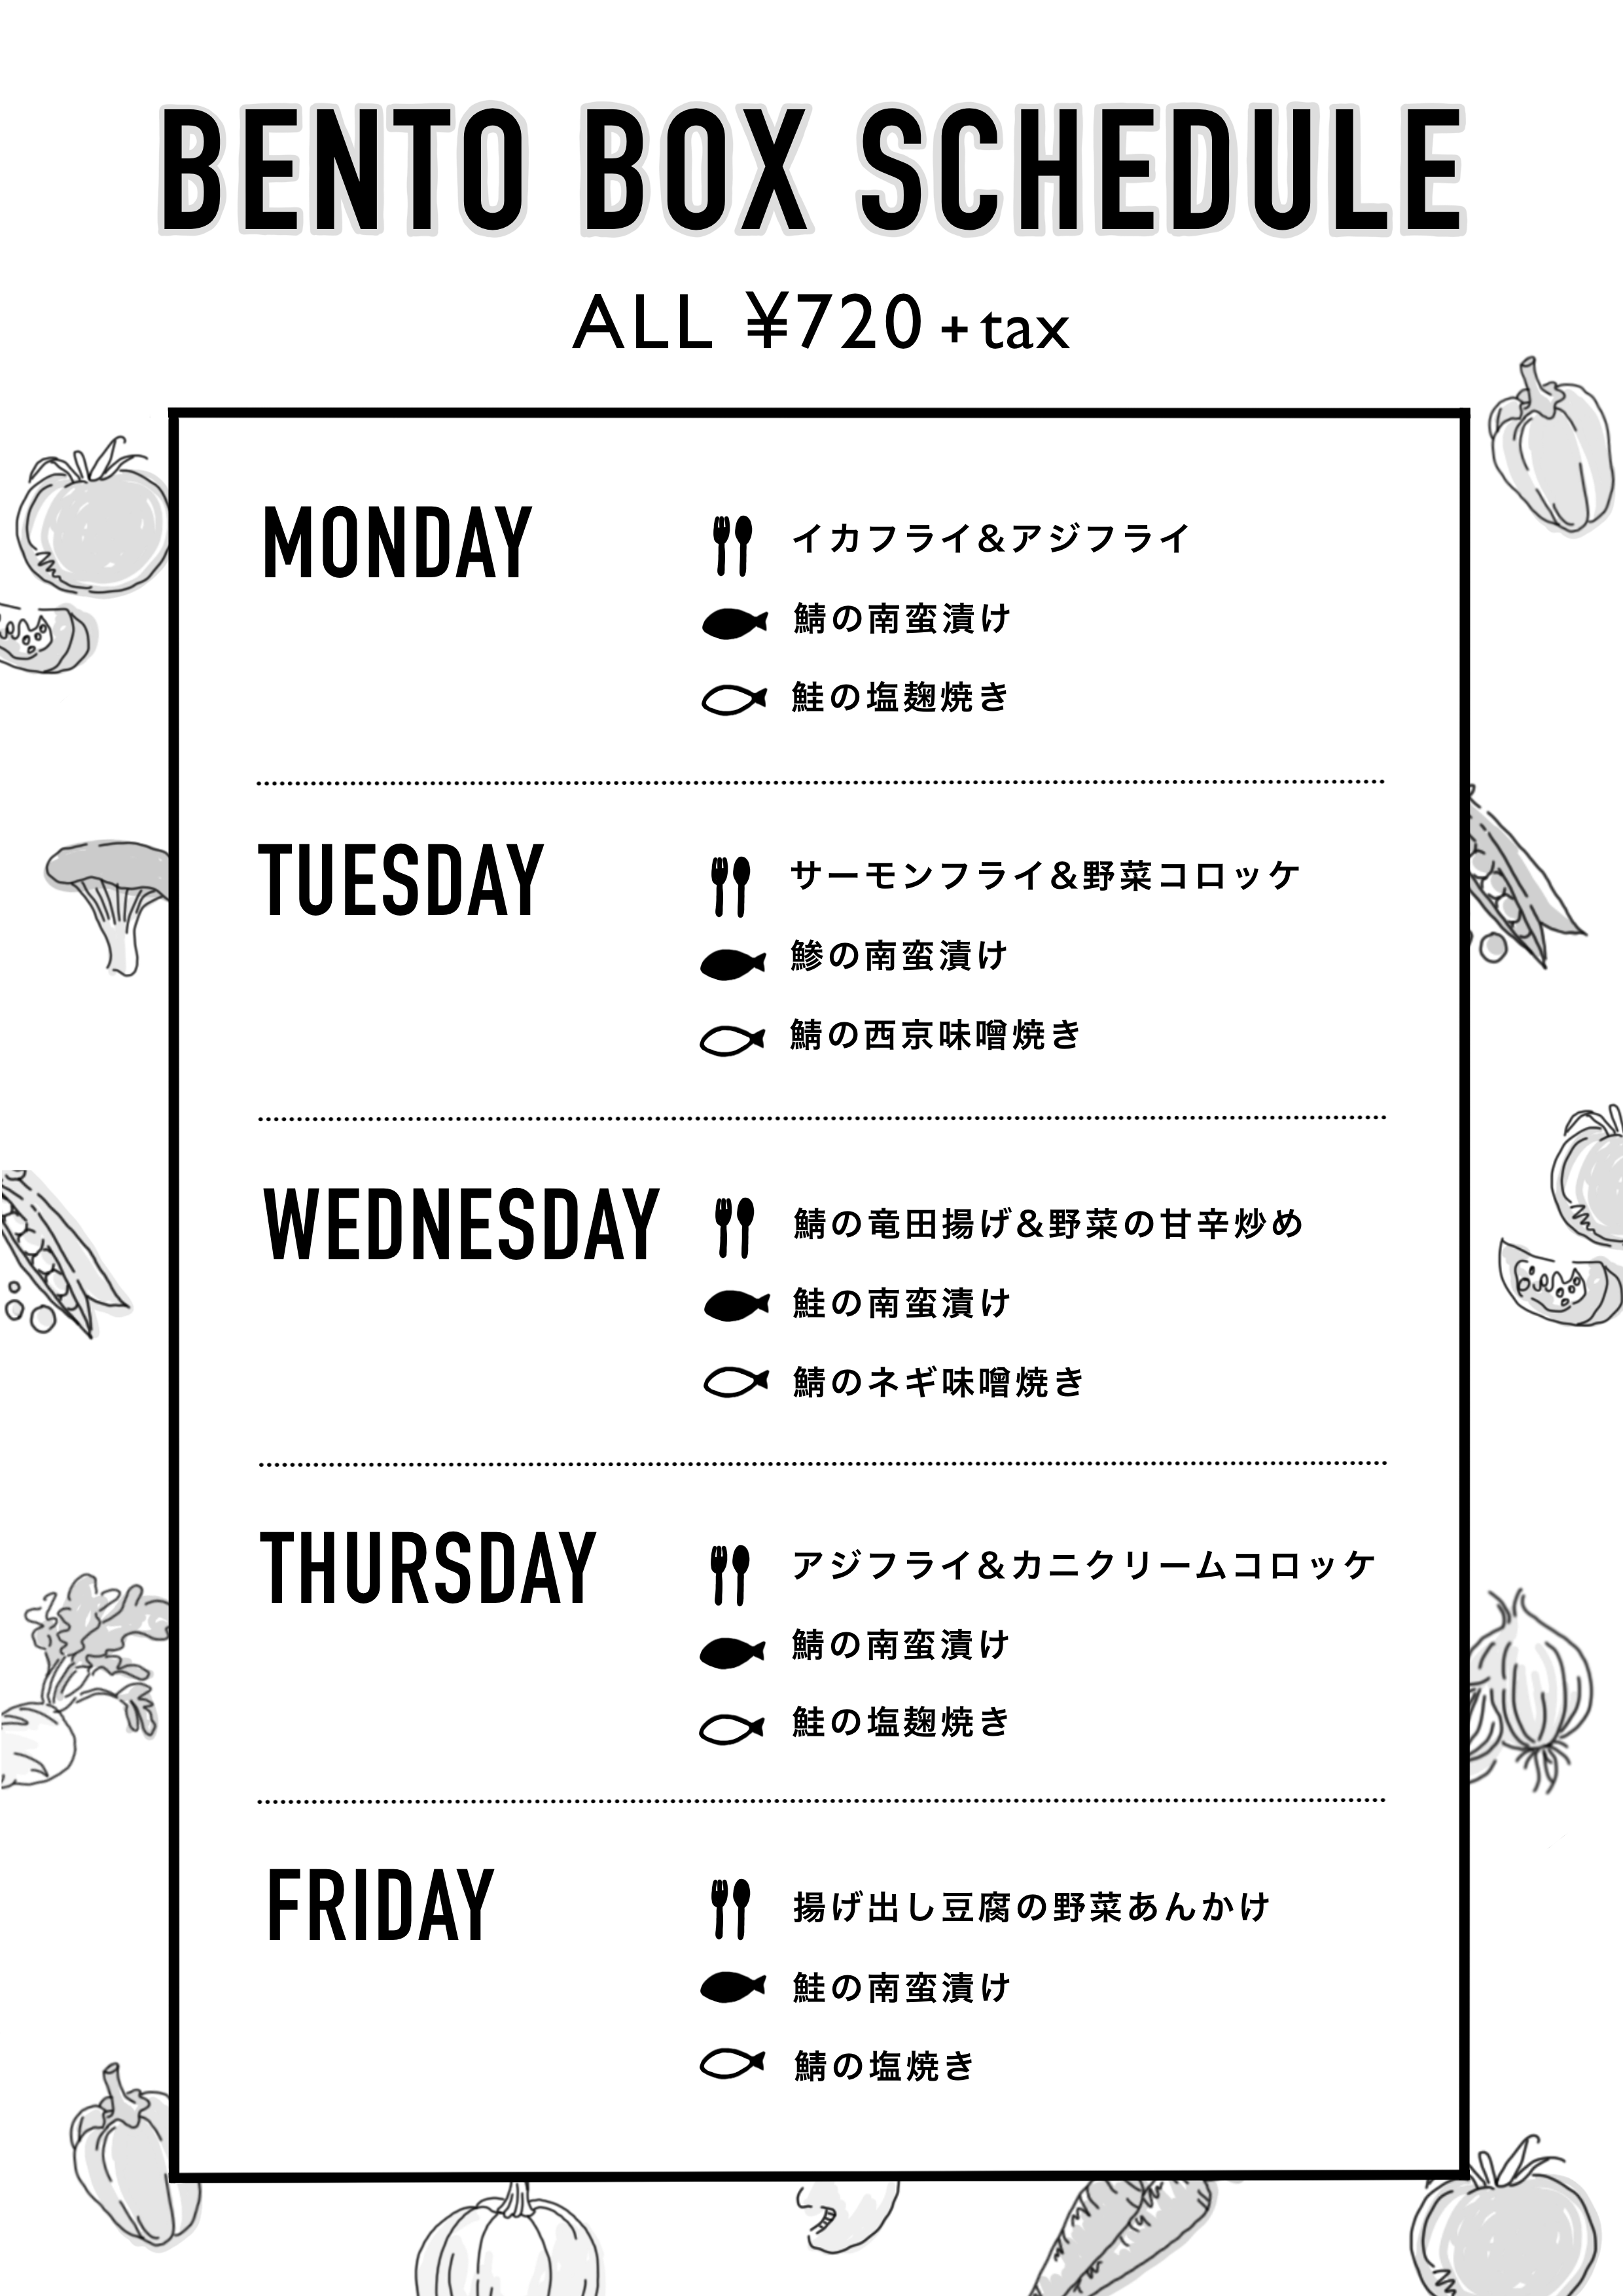 BENTO BOX SCHEDULE
ALL ¥720 + tax
MONDAY
イカフライ&アジフライ
鯖の南蛮漬け
鮭の塩麹焼き
TUESDAY
サーモンフライ&野菜コロッケ
鯵の南蛮漬け
鯖の西京味噌焼き
WEDNESDAY
鯖の竜田揚げ&野菜の甘辛炒め
鮭の南蛮漬け
鯖のネギ味噌焼き
THURSDAY
アジフライ&カニクリームコロッケ
鯖の南蛮漬け
鮭の塩麹焼き
FRIDAY
揚げ出し豆腐の野菜あんかけ
鮭の南蛮漬け
鯖の塩焼き